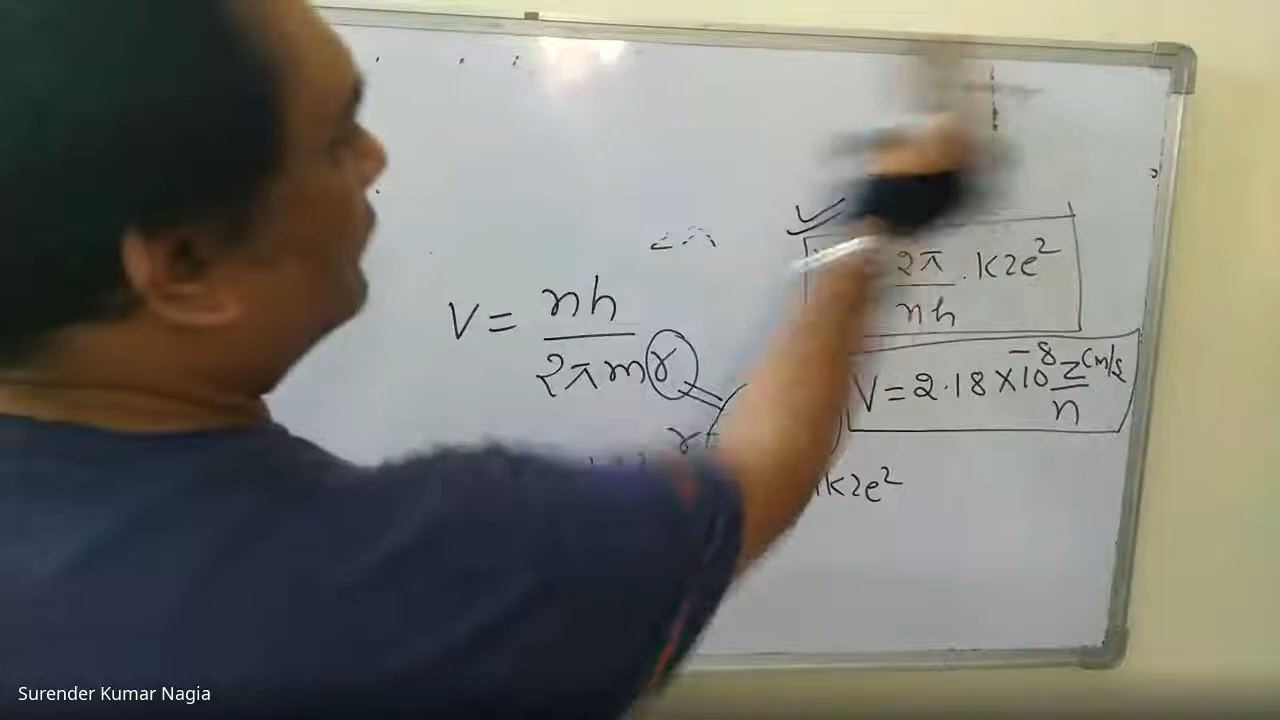 V = nh / 2πmr
2π / nh . kze²
V = 2.18 × 10⁻⁸ z/n cm/s
r
kze²
Surender Kumar Nagia